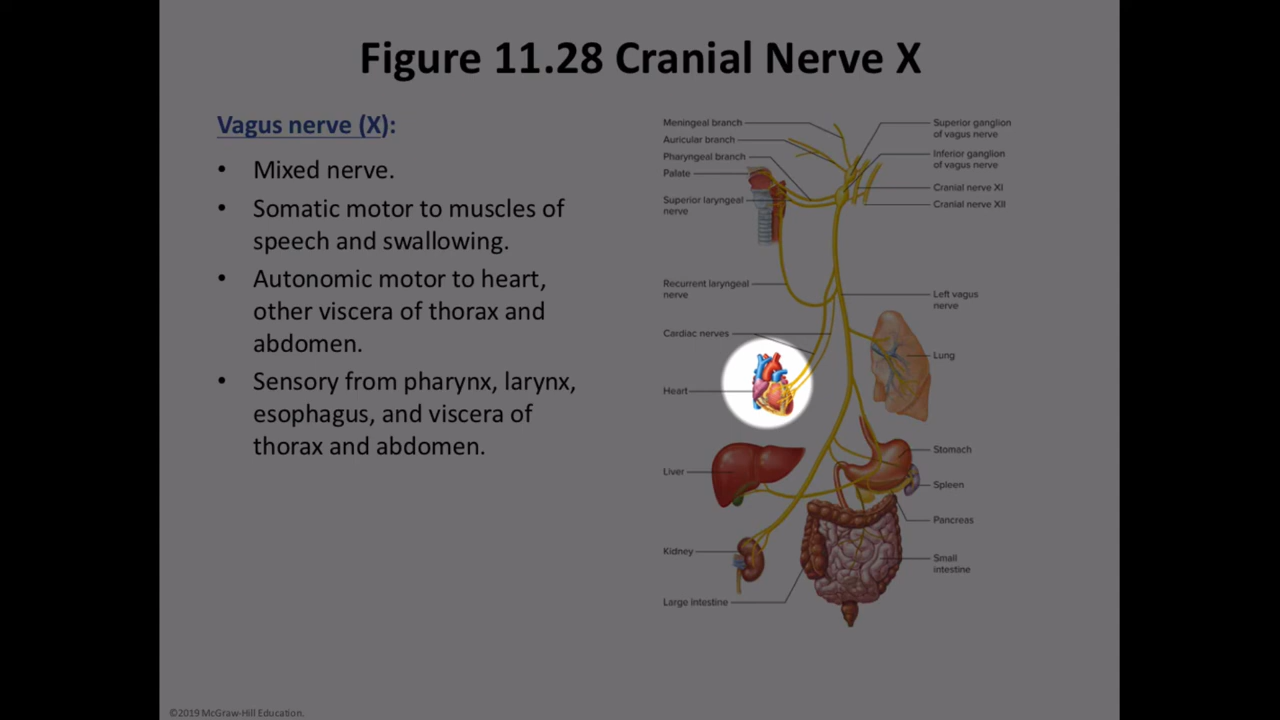 Figure 11.28 Cranial Nerve X
Vagus nerve (X):
• Mixed nerve.
• Somatic motor to muscles of
speech and swallowing.
• Autonomic motor to heart,
other viscera of thorax and
abdomen.
• Sensory from pharynx, larynx,
esophagus, and viscera of
thorax and abdomen.
Meningeal branch
Auricular branch
Pharyngeal branch
Palate
Superior laryngeal
nerve
Recurrent laryngeal
nerve
Cardiac nerves
Heart
Liver
Kidney
Large intestine
Superior ganglion
of vagus nerve
Inferior ganglion
of vagus nerve
Cranial nerve XI
Cranial nerve XII
Left vagus
nerve
Lung
Stomach
Spleen
Pancreas
Small
intestine
©2019 McGraw-Hill Education.